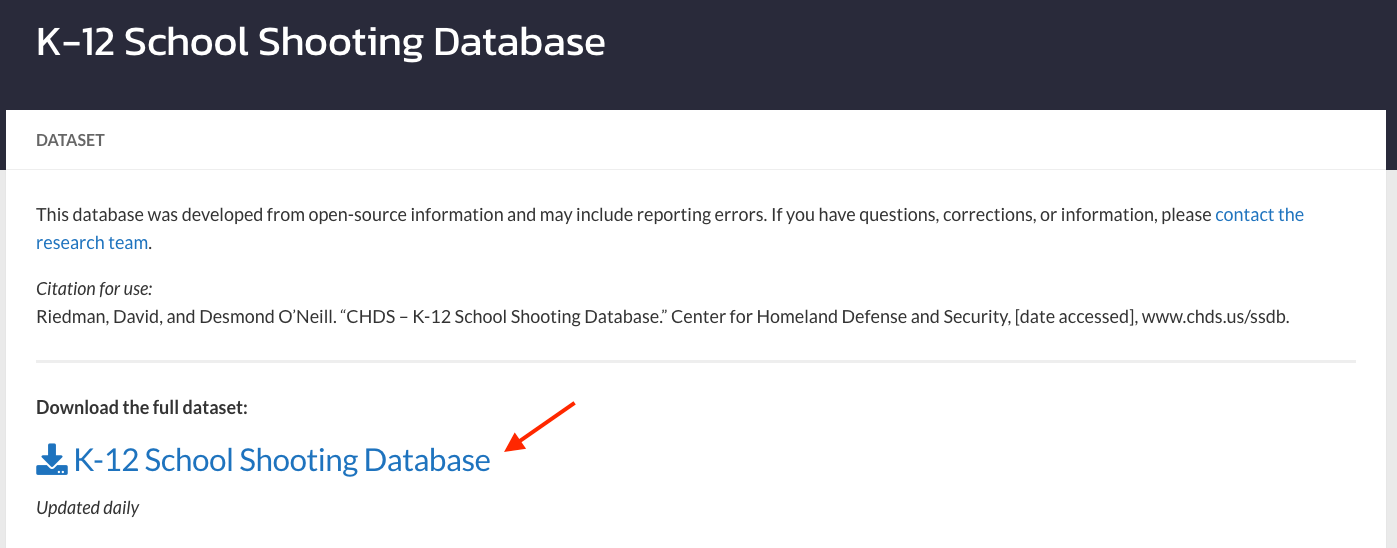 K-12 School Shooting Database
DATASET
This database was developed from open-source information and may include reporting errors. If you have questions, corrections, or information, please contact the
research team.
Citation for use:
Riedman, David, and Desmond O’Neill. “CHDS – K-12 School Shooting Database.” Center for Homeland Defense and Security, [date accessed], www.chds.us/ssdb.
Download the full dataset:
K-12 School Shooting Database
Updated daily